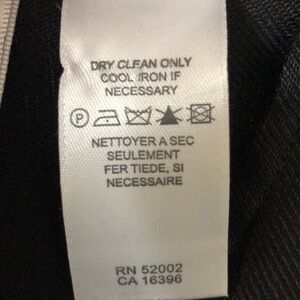 DRY CLEAN ONLY
COOL IRON IF
NECESSARY
P
NETTOYER A SEC
SEULEMENT
FER TIEDE, SI
NECESSAIRE
RN 52002
CA 16396